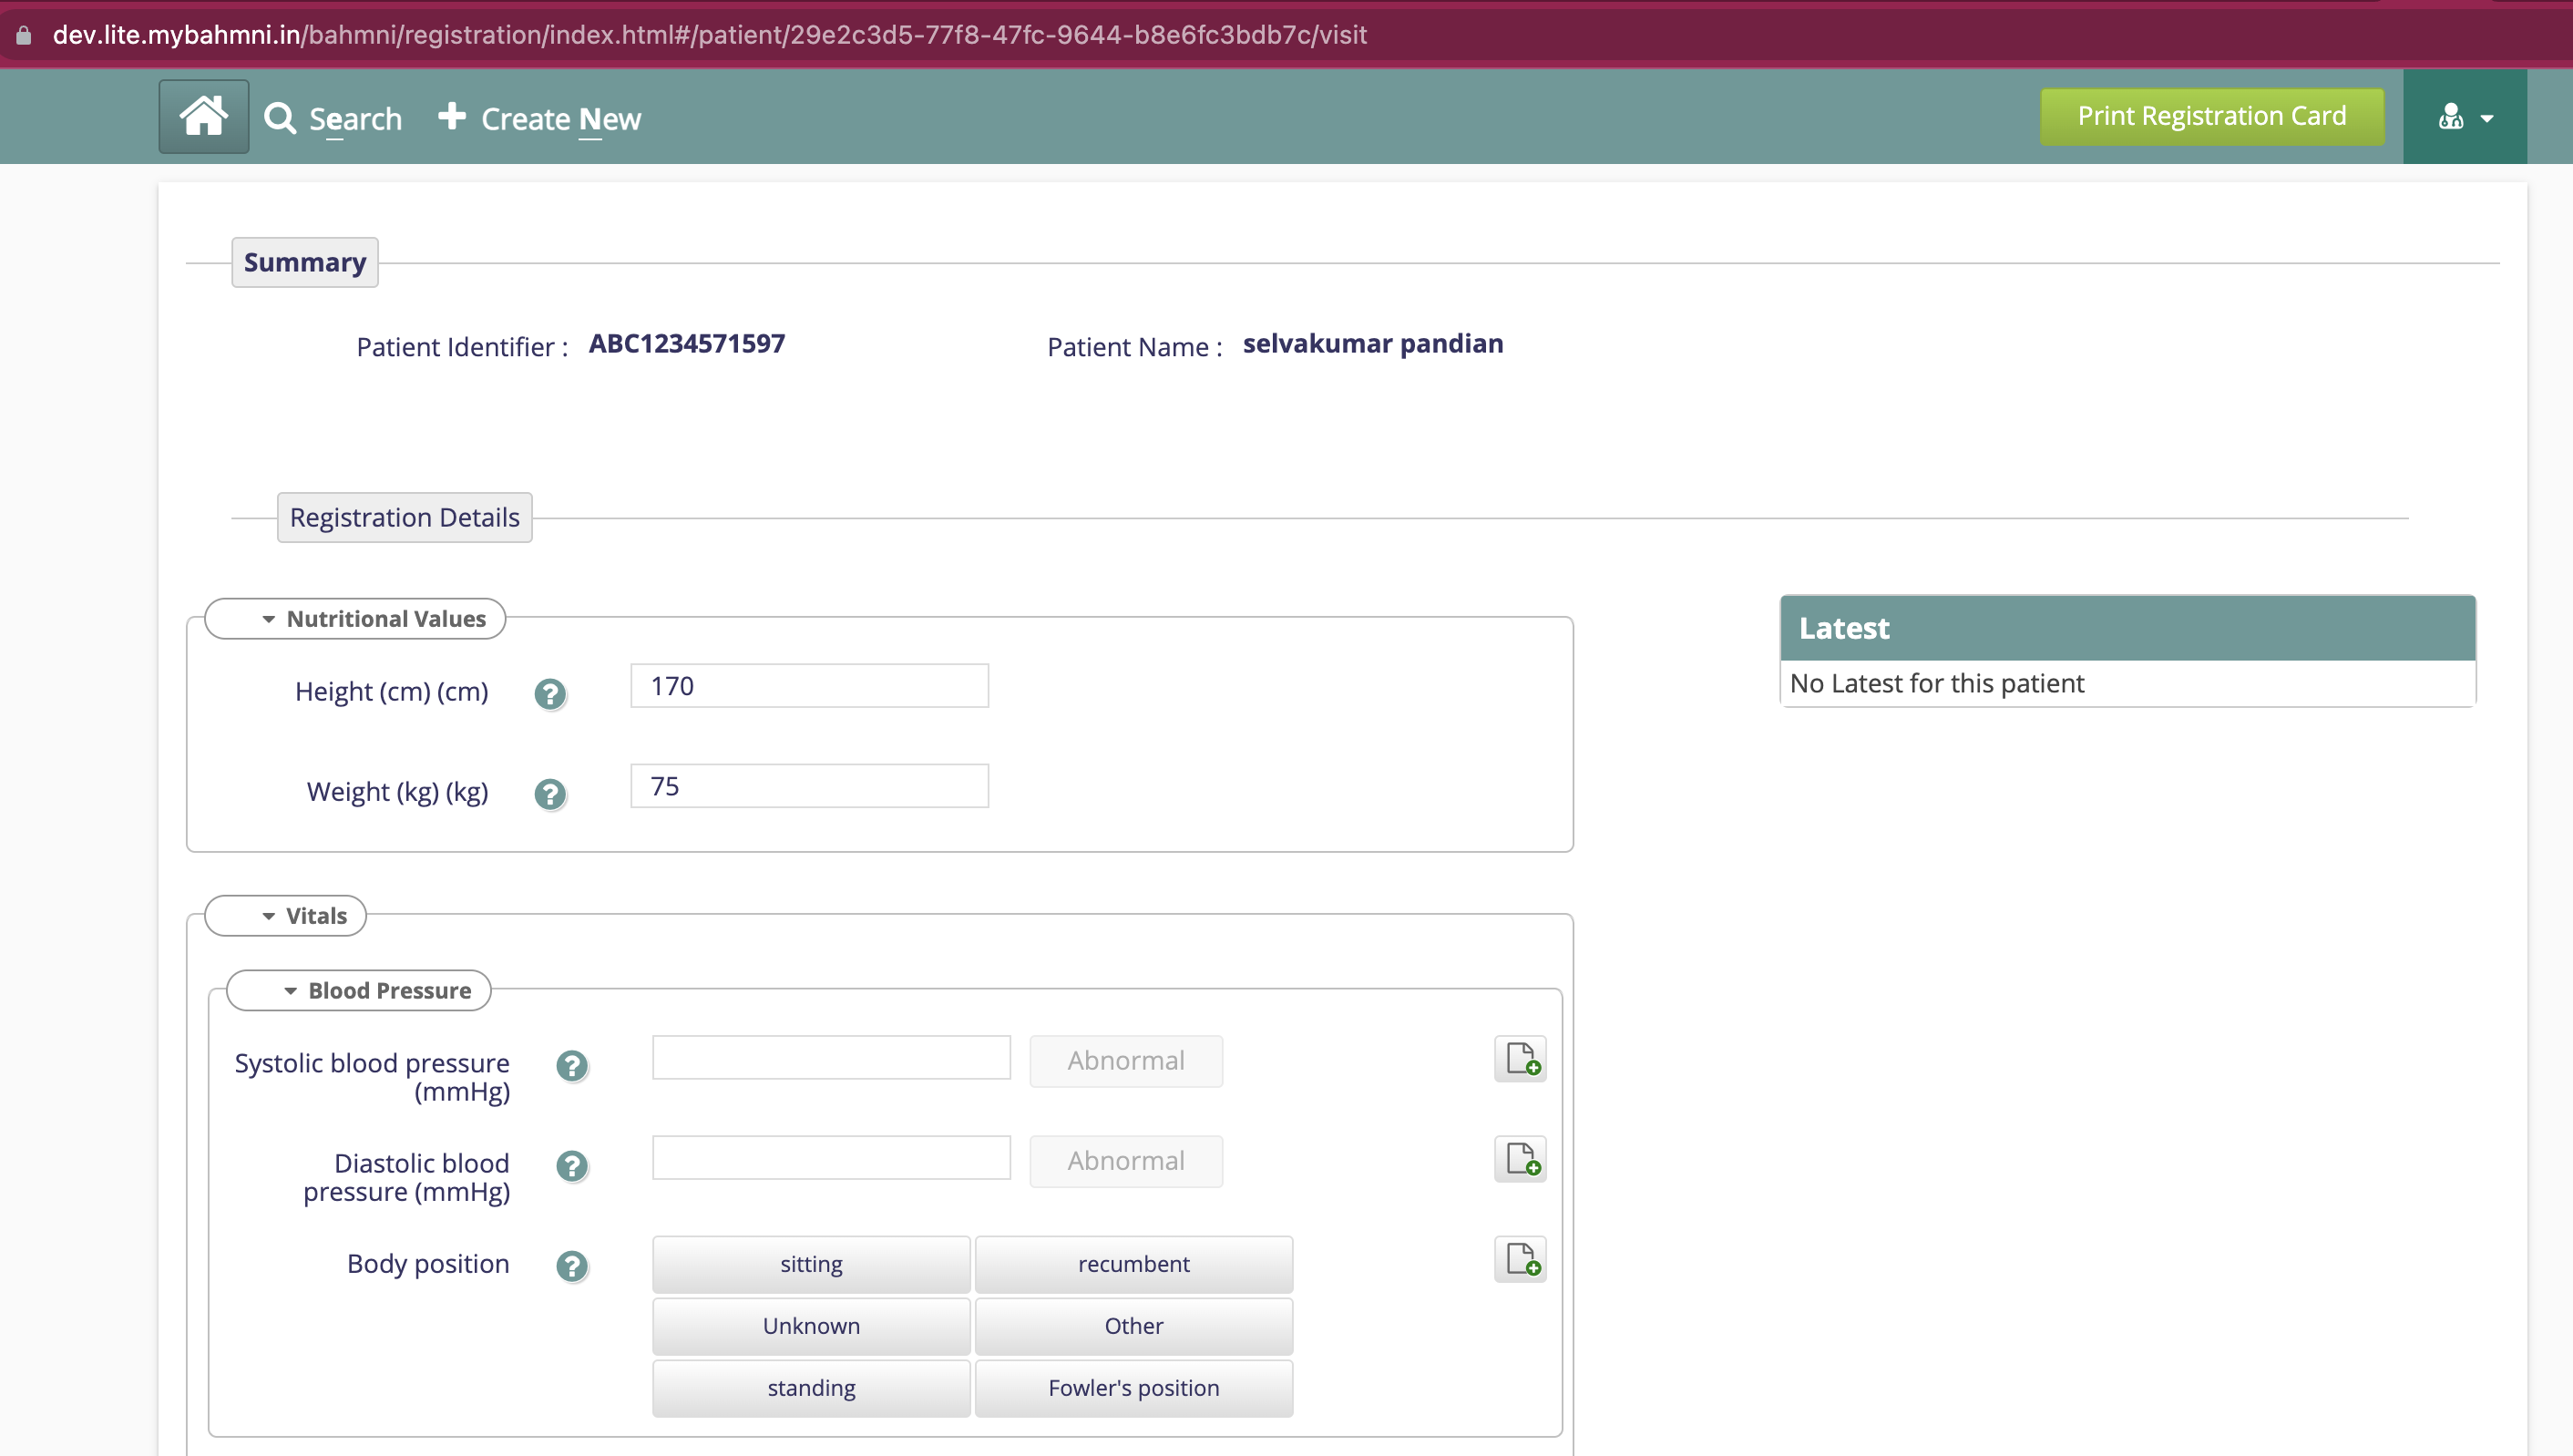 dev.lite.mybahmni.in/bahmni/registration/index.html#/patient/29e2c3d5-77f8-47fc-9644-b8e6fc3bdb7c/visit
Search + Create New Print Registration Card
Summary
Patient Identifier : ABC1234571597 Patient Name : selvakumar pandian
Registration Details
Nutritional Values
Latest
Height (cm) (cm) ? 170
No Latest for this patient
Weight (kg) (kg) ? 75
Vitals
Blood Pressure
Systolic blood pressure
(mmHg) ? Abnormal
Diastolic blood
pressure (mmHg) ? Abnormal
Body position ? sitting recumbent
Unknown Other
standing Fowler's position